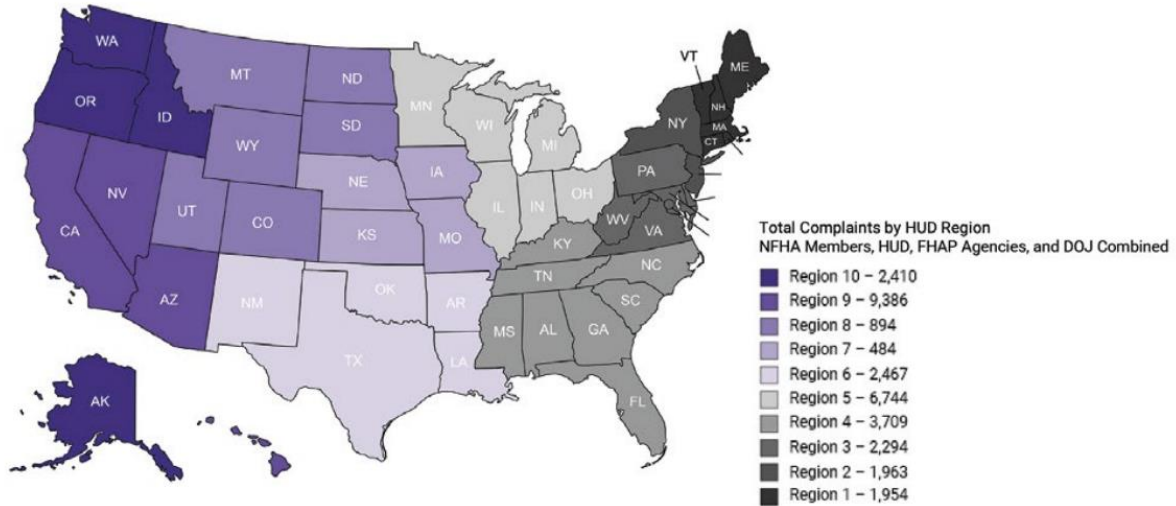 WA
OR
ID
MT
ND
MN
SD
WY
NV
CA
UT
CO
AZ
NM
NE
KS
IA
MO
OK
AR
TX
LA
WI
MI
IL
IN
OH
KY
TN
MS
AL
GA
FL
SC
NC
VA
WV
PA
NY
VT
ME
NH
MA
CT
AK
Total Complaints by HUD Region
NFHA Members, HUD, FHAP Agencies, and DOJ Combined
Region 10 – 2,410
Region 9 – 9,386
Region 8 – 894
Region 7 – 484
Region 6 – 2,467
Region 5 – 6,744
Region 4 – 3,709
Region 3 – 2,294
Region 2 – 1,963
Region 1 – 1,954